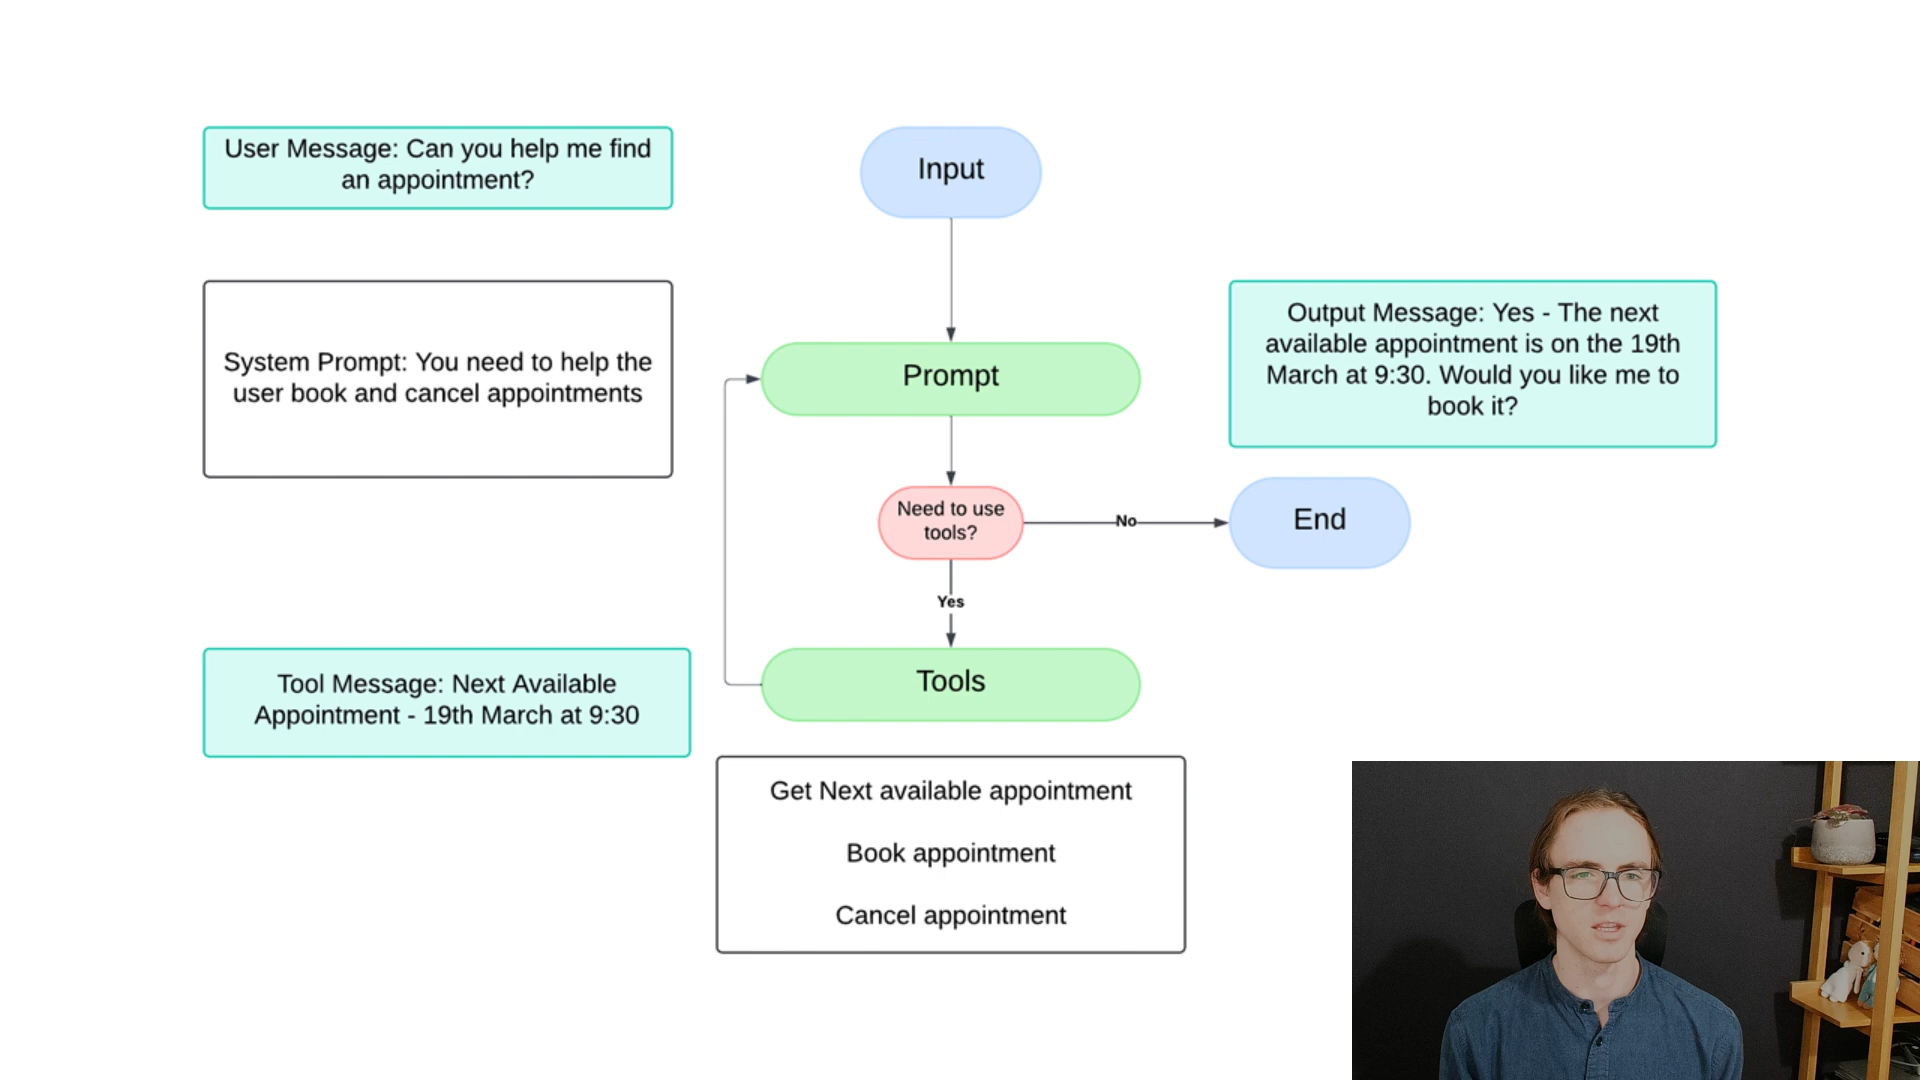 User Message: Can you help me find
an appointment?
Input
System Prompt: You need to help the
user book and cancel appointments
Prompt
Output Message: Yes - The next
available appointment is on the 19th
March at 9:30. Would you like me to
book it?
Need to use
tools?
No
End
Yes
Tool Message: Next Available
Appointment - 19th March at 9:30
Tools
Get Next available appointment
Book appointment
Cancel appointment